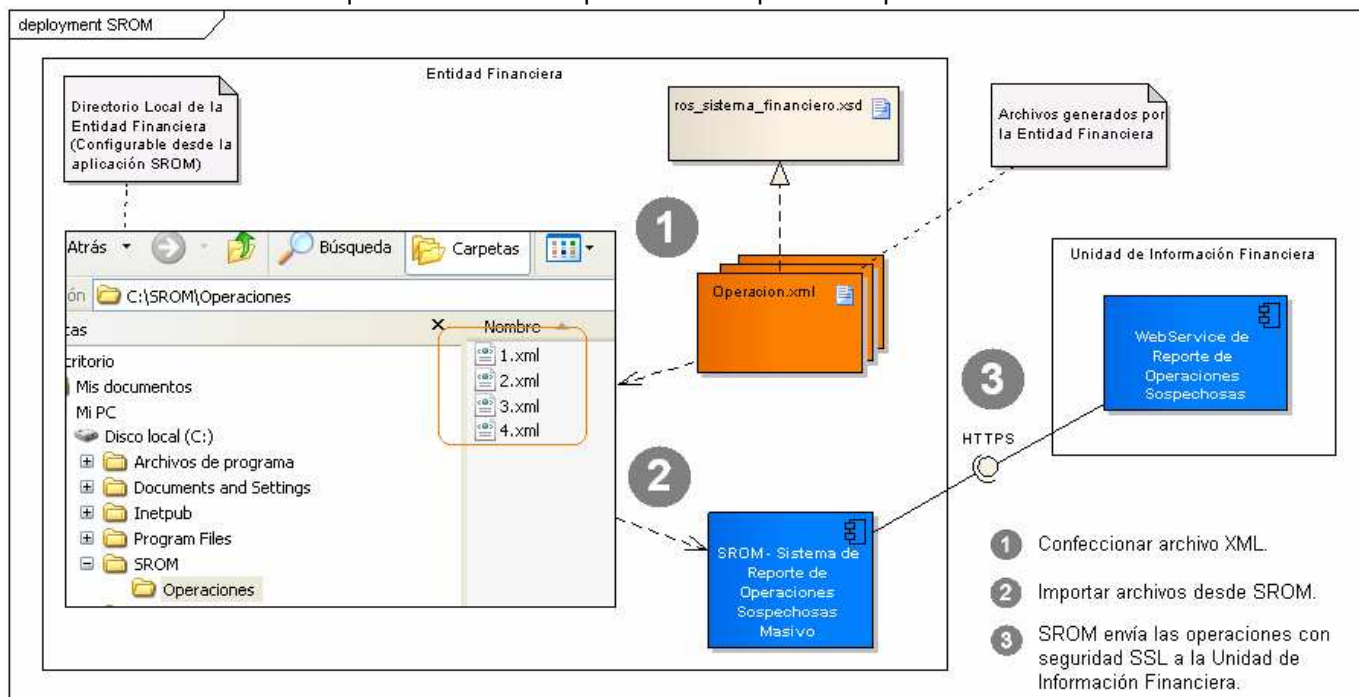 deployment SROM
Entidad Financiera
Directorio Local de la
Entidad Financiera
(Configurable desde la
aplicación SROM)
ros_sistema_financiero.xsd
Archivos generados por
la Entidad Financiera
1
Atrás
Búsqueda
Carpetas
ón
C:\SROM\Operaciones
Operacion.xml
Unidad de Información Financiera
WebService de
Reporte de
Operaciones
Sospechosas
tas
X
Nombre
1.xml
2.xml
3.xml
4.xml
critorio
Mis documentos
Mi PC
Disco local (C:)
Archivos de programa
Documents and Settings
Inetpub
Program Files
SROM
Operaciones
3
HTTPS
2
SROM - Sistema de
Reporte de
Operaciones
Sospechosas
Masivo
1 Confeccionar archivo XML.
2 Importar archivos desde SROM.
3 SROM envía las operaciones con
seguridad SSL a la Unidad de
Información Financiera.